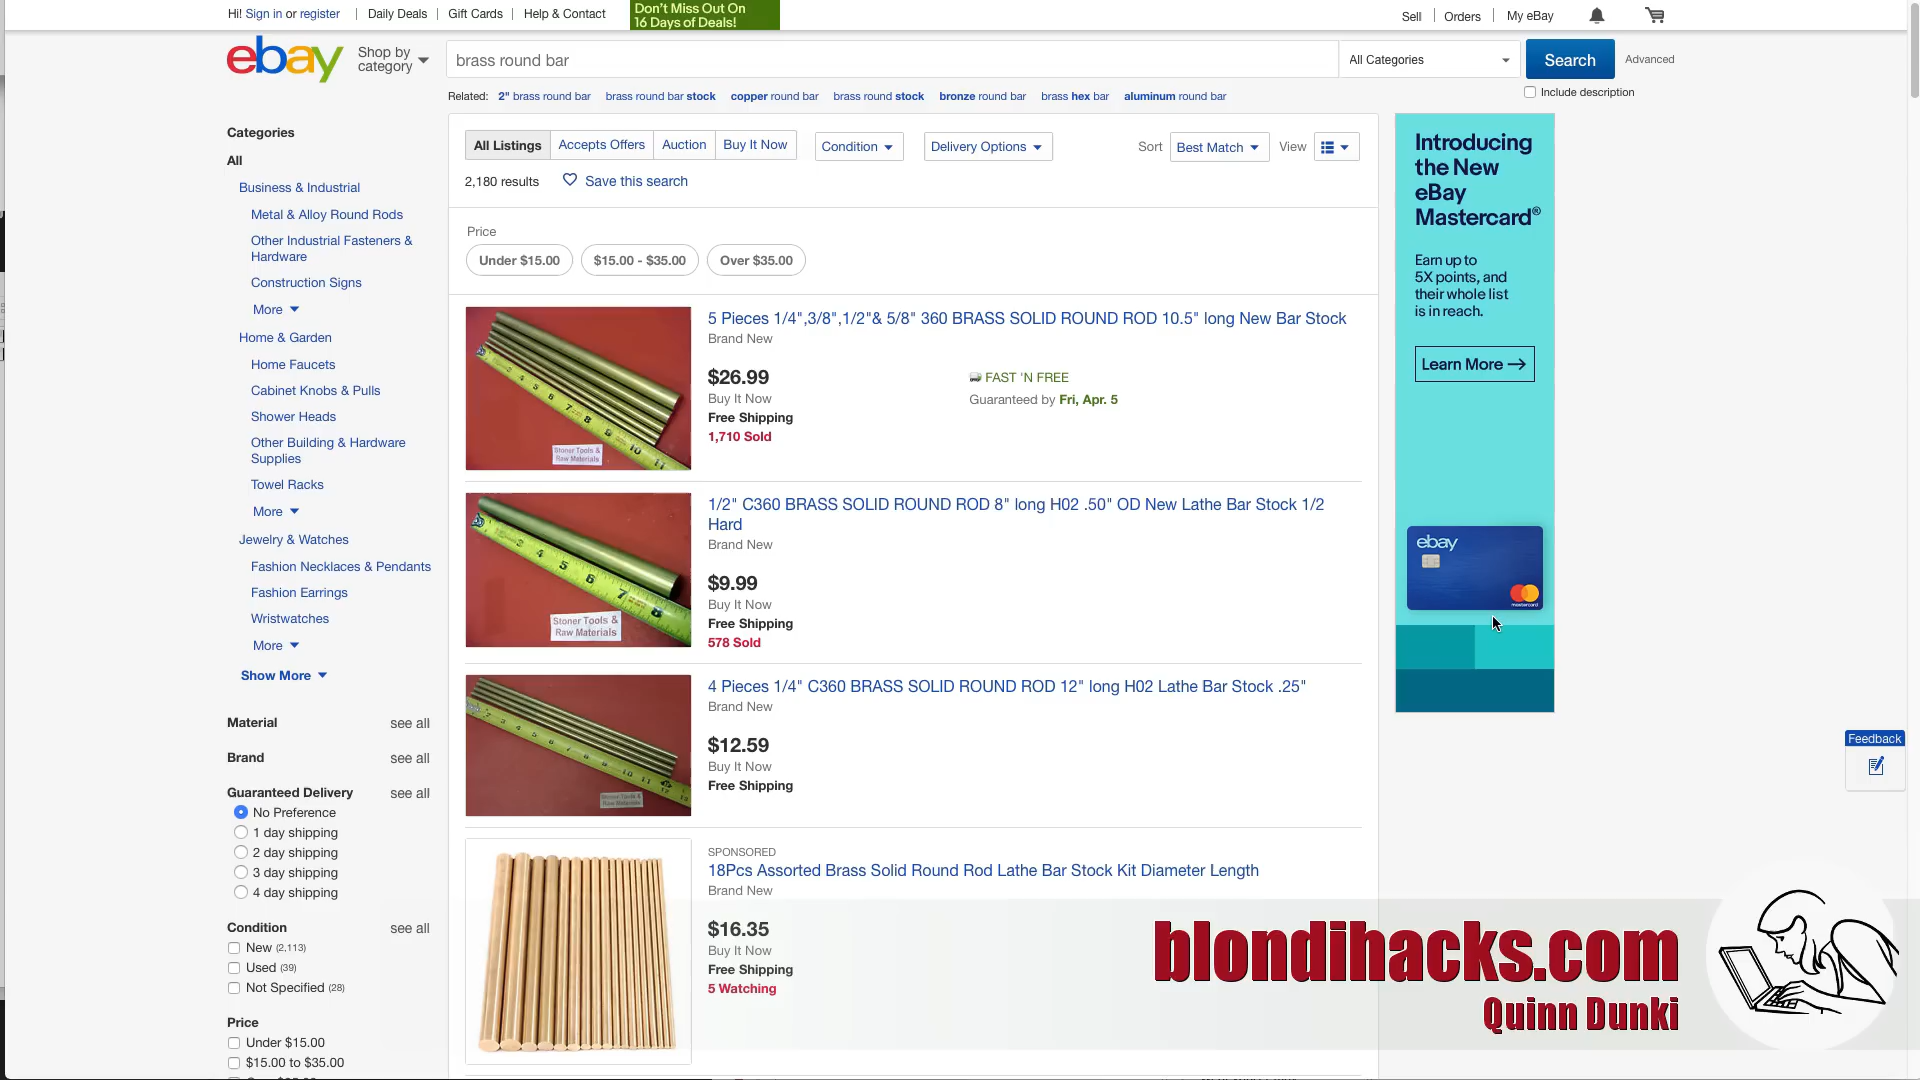 Hi! Sign in or register
Daily Deals
Gift Cards
Help & Contact
Don't Miss Out On
16 Days of Deals!
Sell
Orders
My eBay
ebay
Shop by
category
brass round bar
All Categories
Search
Advanced
Related: 2" brass round bar brass round bar stock copper round bar brass round stock bronze round bar brass hex bar aluminum round bar
Include description
Categories
All
Business & Industrial
Metal & Alloy Round Rods
Other Industrial Fasteners &
Hardware
Construction Signs
More
Home & Garden
Home Faucets
Cabinet Knobs & Pulls
Shower Heads
Other Building & Hardware
Supplies
Towel Racks
More
Jewelry & Watches
Fashion Necklaces & Pendants
Fashion Earrings
Wristwatches
More
Show More
Material see all
Brand see all
Guaranteed Delivery see all
No Preference
1 day shipping
2 day shipping
3 day shipping
4 day shipping
Condition see all
New (2,113)
Used (39)
Not Specified (28)
Price
Under $15.00
$15.00 to $35.00
All Listings
Accepts Offers
Auction
Buy It Now
Condition
Delivery Options
Sort
Best Match
View
2,180 results
Save this search
Price
Under $15.00
$15.00 - $35.00
Over $35.00
5 Pieces 1/4",3/8",1/2"& 5/8" 360 BRASS SOLID ROUND ROD 10.5" long New Bar Stock
Brand New
$26.99
Buy It Now
Free Shipping
1,710 Sold
FAST 'N FREE
Guaranteed by Fri, Apr. 5
Stoner Tools &
Raw Materials
1/2" C360 BRASS SOLID ROUND ROD 8" long H02 .50" OD New Lathe Bar Stock 1/2
Hard
Brand New
$9.99
Buy It Now
Free Shipping
578 Sold
Stoner Tools &
Raw Materials
4 Pieces 1/4" C360 BRASS SOLID ROUND ROD 12" long H02 Lathe Bar Stock .25"
Brand New
$12.59
Buy It Now
Free Shipping
Stoner Tools &
Raw Materials
SPONSORED
18Pcs Assorted Brass Solid Round Rod Lathe Bar Stock Kit Diameter Length
Brand New
$16.35
Buy It Now
Free Shipping
5 Watching
Introducing
the New
eBay
Mastercard®
Earn up to
5X points, and
their whole list
is in reach.
Learn More →
ebay
mastercard
Feedback
blondihacks.com
Quinn Dunki